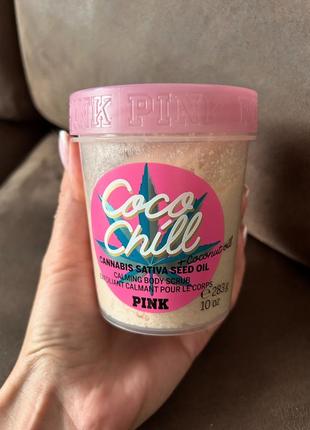 PINK
Coco
Chill
+ Coconut oil
CANNABIS SATIVA SEED OIL
CALMING BODY SCRUB
EXFOLIANT CALMANT POUR LE CORPS
PINK
℮ 283 g
10 oz